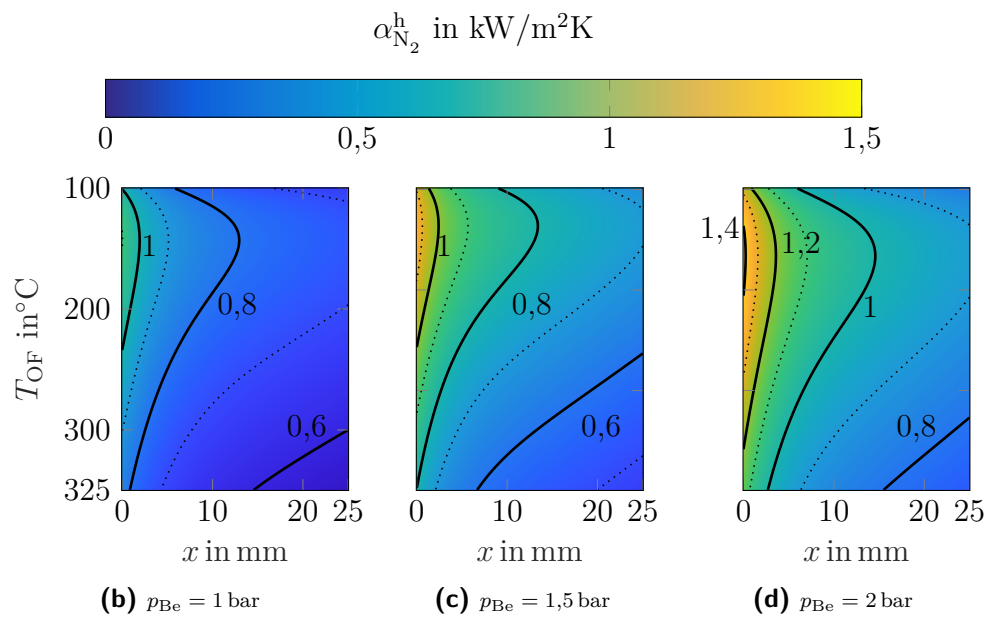 α^h_N₂ in kW/m²K
0 0,5 1 1,5
100
200
300
325
T_OF in°C
1
0,8
0,6
0 10 20 25
x in mm
(b) p_Be = 1 bar
1
0,8
0,6
0 10 20 25
x in mm
(c) p_Be = 1,5 bar
1,4
1,2
1
0,8
0 10 20 25
x in mm
(d) p_Be = 2 bar